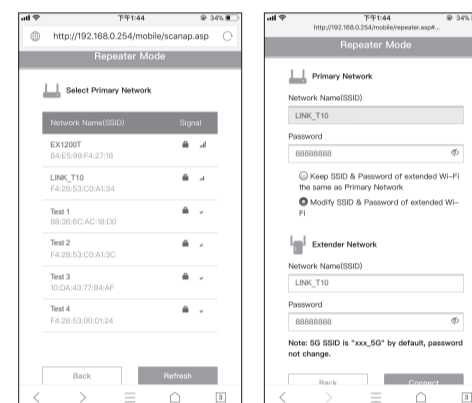 下午1:44
34%
http://192.168.0.254/mobile/scanap.asp
Repeater Mode
Select Primary Network
Network Name(SSID) Signal
EX1200T
64:E5:99:F4:27:18
LINK_T10
F4:28:53:C0:A1:34
Test 1
88:36:6C:AC:18:D0
Test 2
F4:28:53:C0:A1:3C
Test 3
10:DA:43:77:94:AF
Test 4
F4:28:53:00:01:24
Back Refresh
3
下午1:44
34%
http://192.168.0.254/mobile/repeater.asp#...
Repeater Mode
Primary Network
Network Name(SSID)
LINK_T10
Password
88888888
Keep SSID & Password of extended Wi-Fi
the same as Primary Network
Modify SSID & Password of extended Wi-
Fi
Extender Network
Network Name(SSID)
LINK_T10
Password
88888888
Note: 5G SSID is "xxx_5G" by default, password
not change.
Back Connect
3